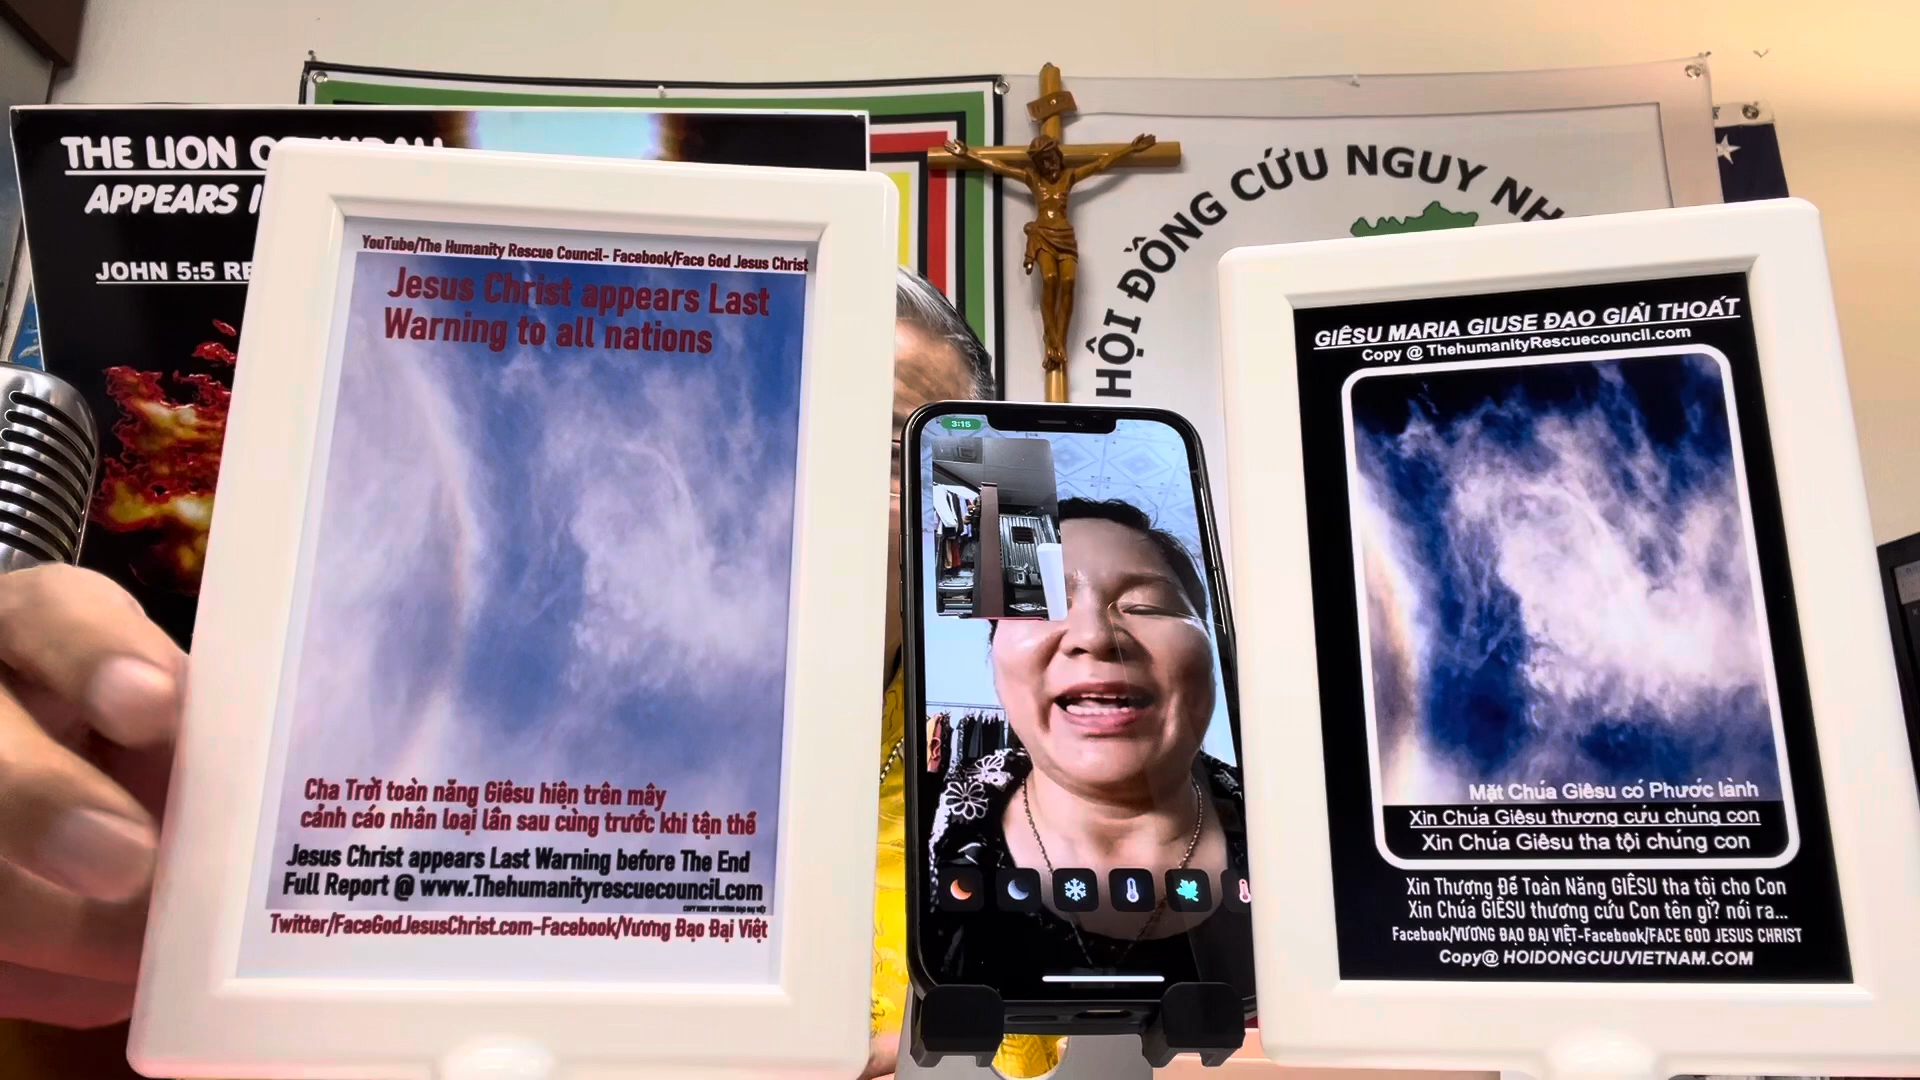 THE LION
APPEARS
JOHN 5:5
YouTube/The Humanity Rescue Council- Facebook/Face God Jesus Christ
Jesus Christ appears Last
Warning to all nations
Cha Trời toàn năng Giêsu hiện trên mây
cảnh cáo nhân loại lần sau cùng trước khi tận thế
Jesus Christ appears Last Warning before The End
Full Report @ www.Thehumanityrescuecouncil.com
Twitter/FaceGodJesusChrist.com-Facebook/Vương Đạo Đại Việt
HỘI ĐỒNG CỨU NGUY
3:15
GIÊSU MARIA GIUSE ĐẠO GIẢI THOÁT
Copy @ ThehumanityRescuecouncil.com
Mặt Chúa Giêsu có Phước lành
Xin Chúa Giêsu thương cứu chúng con
Xin Chúa Giêsu tha tội chúng con
Xin Thượng Đế Toàn Năng GIÊSU tha tội cho Con
Xin Chúa GIÊSU thương cứu Con tên gì? nói ra...
Facebook/VƯƠNG ĐẠO ĐẠI VIỆT-Facebook/FACE GOD JESUS CHRIST
Copy@ HOIDONGCUUVIETNAM.COM